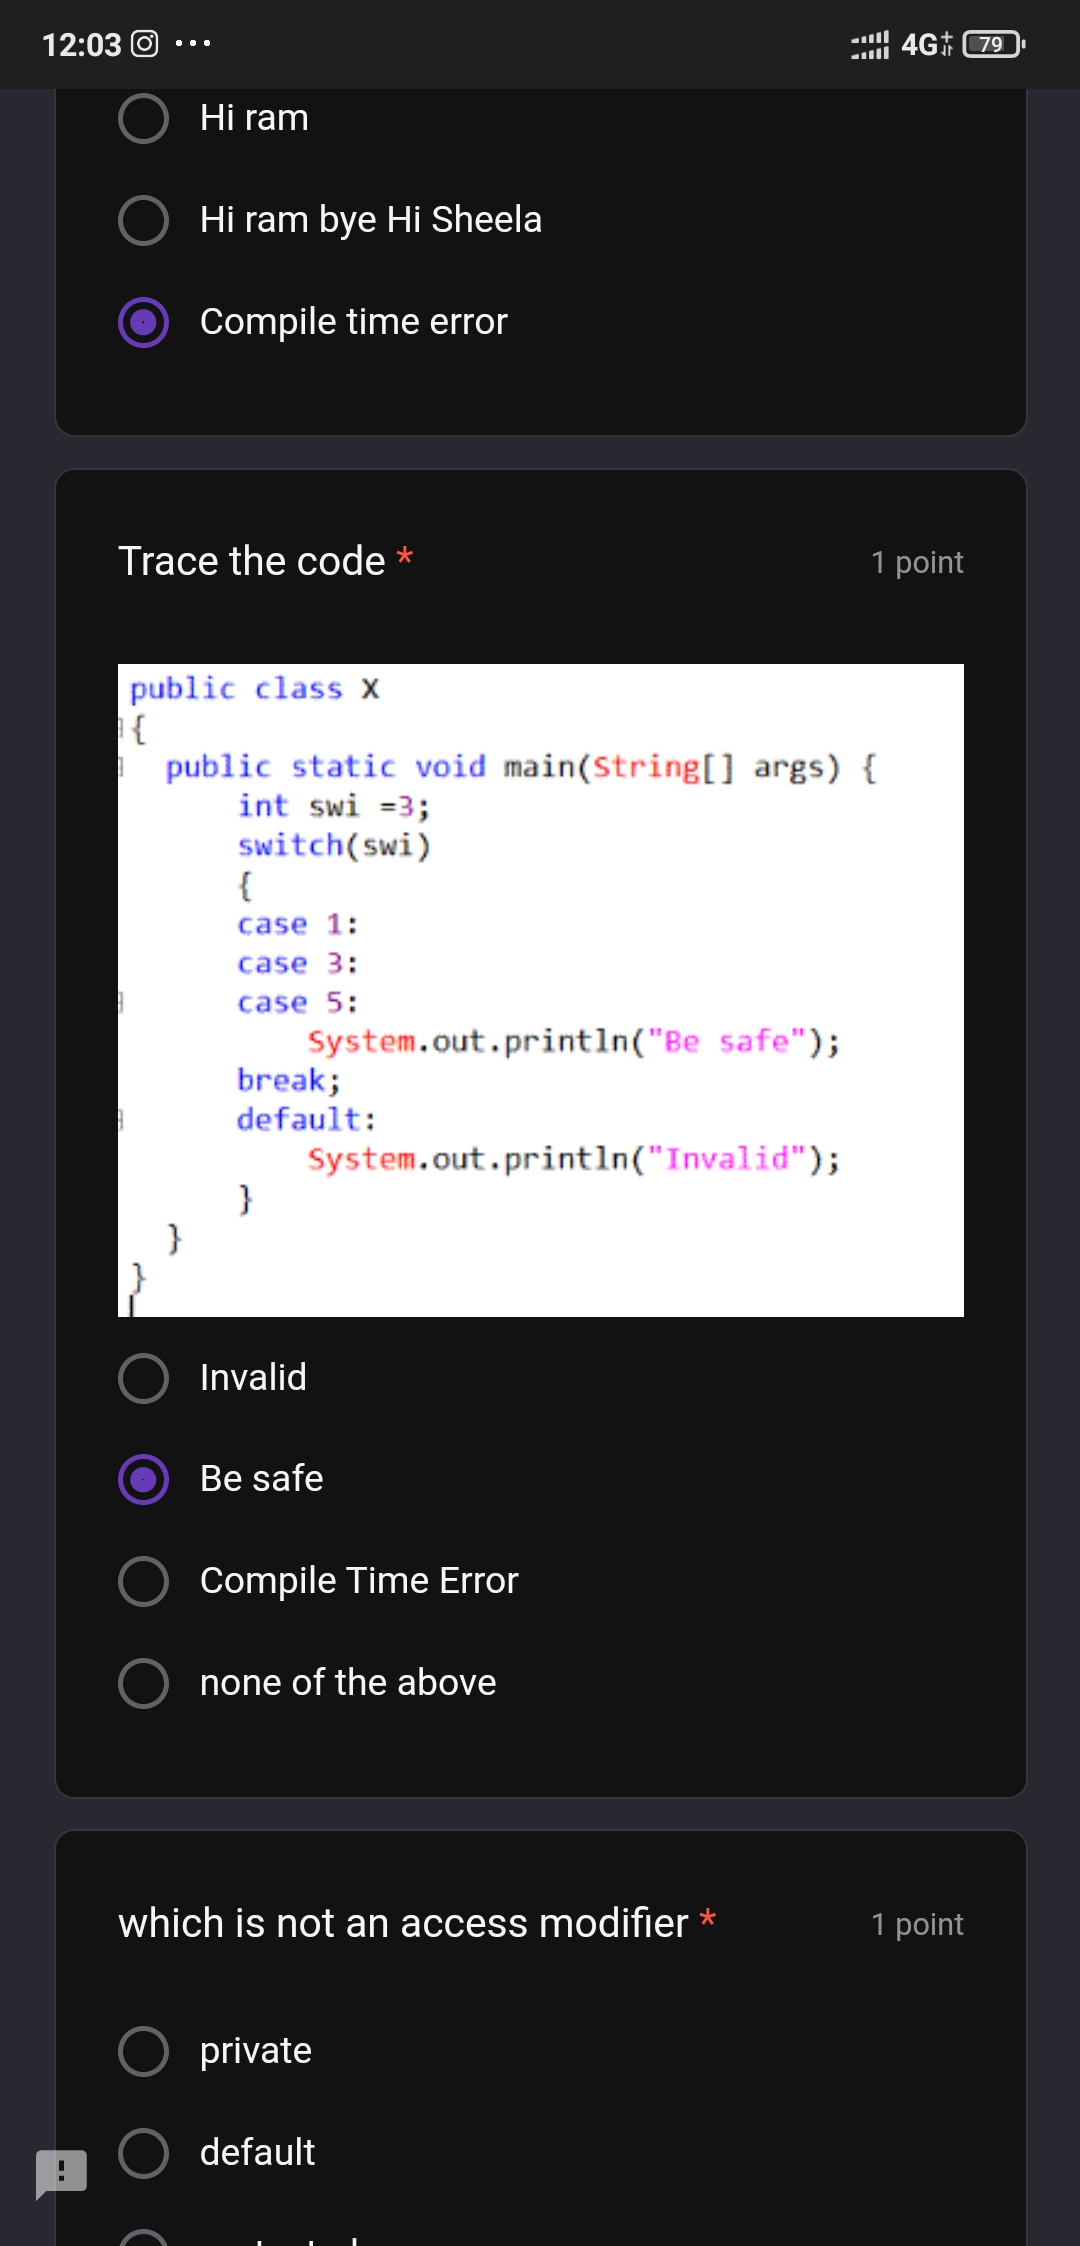 12:03
4G 79
Hi ram
Hi ram bye Hi Sheela
Compile time error
Trace the code *
1 point
public class X
{
public static void main(String[] args) {
int swi =3;
switch(swi)
{
case 1:
case 3:
case 5:
System.out.println("Be safe");
break;
default:
System.out.println("Invalid");
}
}
}
Invalid
Be safe
Compile Time Error
none of the above
which is not an access modifier *
1 point
private
default